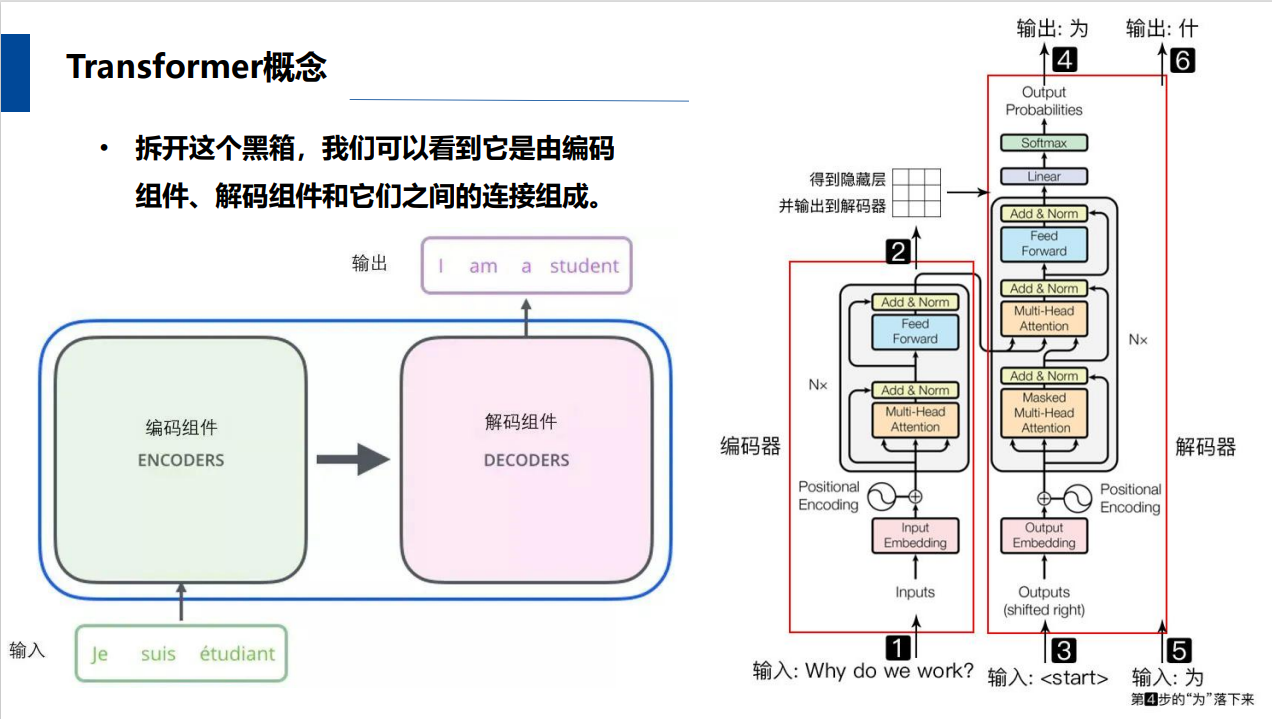 Transformer概念
• 拆开这个黑箱，我们可以看到它是由编码
组件、解码组件和它们之间的连接组成。
输出
I am a student
编码组件
ENCODERS
解码组件
DECODERS
输入
Je suis étudiant
输出: 为
输出: 什
4
6
Output
Probabilities
Softmax
Linear
得到隐藏层
并输出到解码器
2
Add & Norm
Feed
Forward
Add & Norm
Multi-Head
Attention
Nx
Add & Norm
Masked
Multi-Head
Attention
解码器
Positional
Encoding
Output
Embedding
Outputs
(shifted right)
Add & Norm
Feed
Forward
Nx
Add & Norm
Multi-Head
Attention
编码器
Positional
Encoding
Input
Embedding
Inputs
1
输入: Why do we work?
3
输入: <start>
5
输入: 为
第4步的“为”落下来